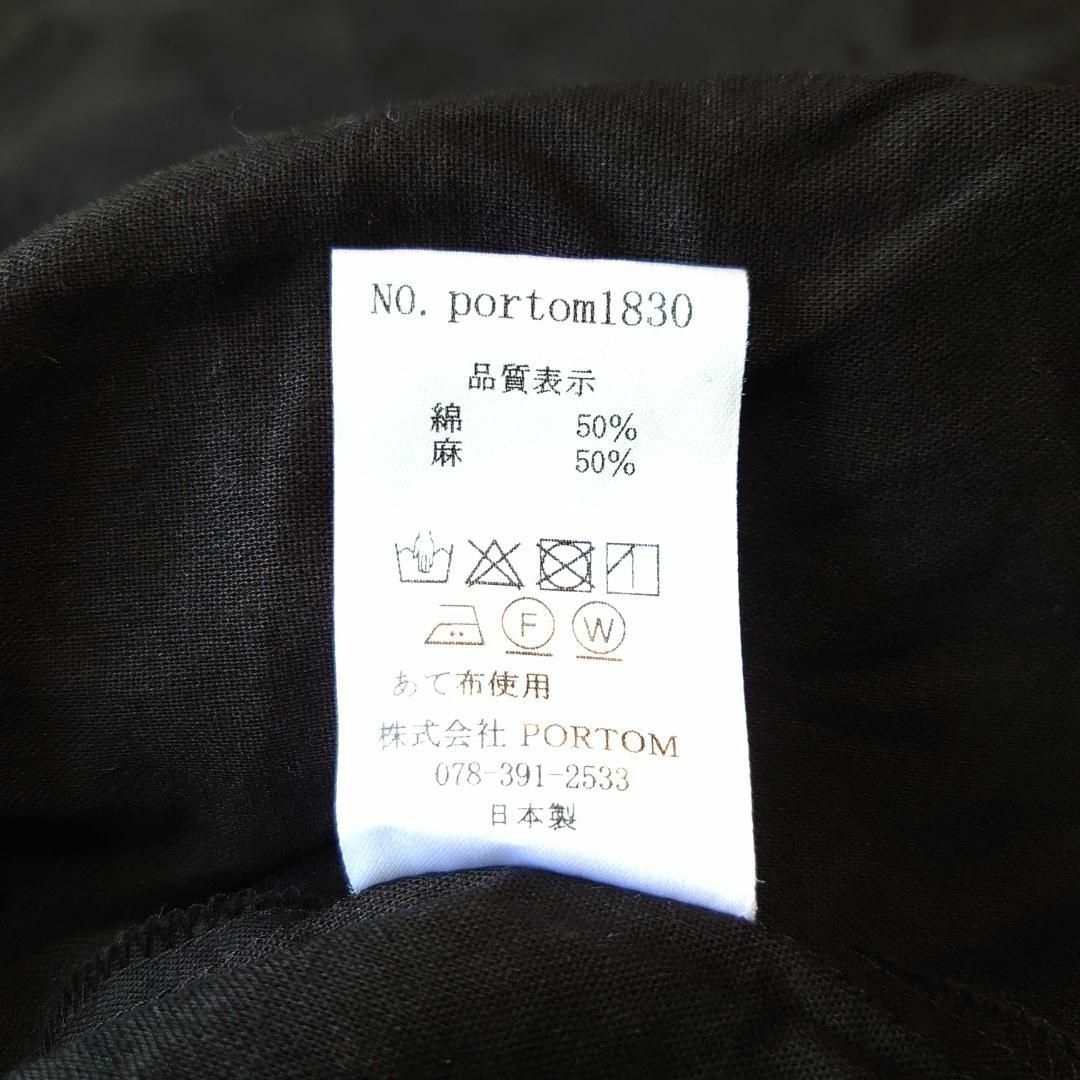 NO. portom1830
品質表示
綿 50%
麻 50%
F W
あて布使用
株式会社 PORTOM
078-391-2533
日本製